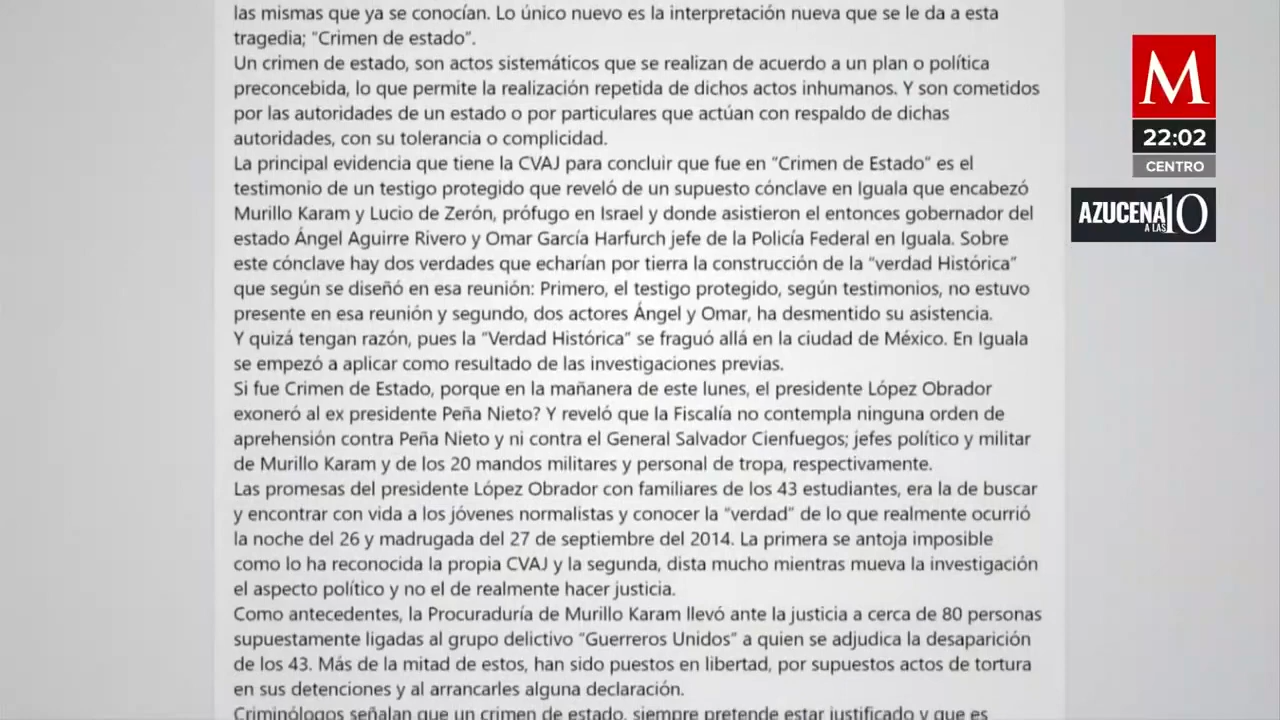 las mismas que ya se conocían. Lo único nuevo es la interpretación nueva que se le da a esta
tragedia; “Crimen de estado”.
Un crimen de estado, son actos sistemáticos que se realizan de acuerdo a un plan o política
preconcebida, lo que permite la realización repetida de dichos actos inhumanos. Y son cometidos
por las autoridades de un estado o por particulares que actúan con respaldo de dichas
autoridades, con su tolerancia o complicidad.
La principal evidencia que tiene la CVAJ para concluir que fue en “Crimen de Estado” es el
testimonio de un testigo protegido que reveló de un supuesto cónclave en Iguala que encabezó
Murillo Karam y Lucio de Zerón, prófugo en Israel y donde asistieron el entonces gobernador del
estado Ángel Aguirre Rivero y Omar García Harfurch jefe de la Policía Federal en Iguala. Sobre
este cónclave hay dos verdades que echarían por tierra la construcción de la “verdad Histórica”
que según se diseñó en esa reunión: Primero, el testigo protegido, según testimonios, no estuvo
presente en esa reunión y segundo, dos actores Ángel y Omar, ha desmentido su asistencia.
Y quizá tengan razón, pues la “Verdad Histórica” se fraguó allá en la ciudad de México. En Iguala
se empezó a aplicar como resultado de las investigaciones previas.
Si fue Crimen de Estado, porque en la mañanera de este lunes, el presidente López Obrador
exoneró al ex presidente Peña Nieto? Y reveló que la Fiscalía no contempla ninguna orden de
aprehensión contra Peña Nieto y ni contra el General Salvador Cienfuegos; jefes político y militar
de Murillo Karam y de los 20 mandos militares y personal de tropa, respectivamente.
Las promesas del presidente López Obrador con familiares de los 43 estudiantes, era la de buscar
y encontrar con vida a los jóvenes normalistas y conocer la “verdad” de lo que realmente ocurrió
la noche del 26 y madrugada del 27 de septiembre del 2014. La primera se antoja imposible
como lo ha reconocida la propia CVAJ y la segunda, dista mucho mientras mueva la investigación
el aspecto político y no el de realmente hacer justicia.
Como antecedentes, la Procuraduría de Murillo Karam llevó ante la justicia a cerca de 80 personas
supuestamente ligadas al grupo delictivo “Guerreros Unidos” a quien se adjudica la desaparición
de los 43. Más de la mitad de estos, han sido puestos en libertad, por supuestos actos de tortura
en sus detenciones y al arrancarles alguna declaración.
Criminólogos señalan que un crimen de estado, siempre pretende estar justificado y que es
M
22:02
CENTRO
AZUCENA
A LAS
10